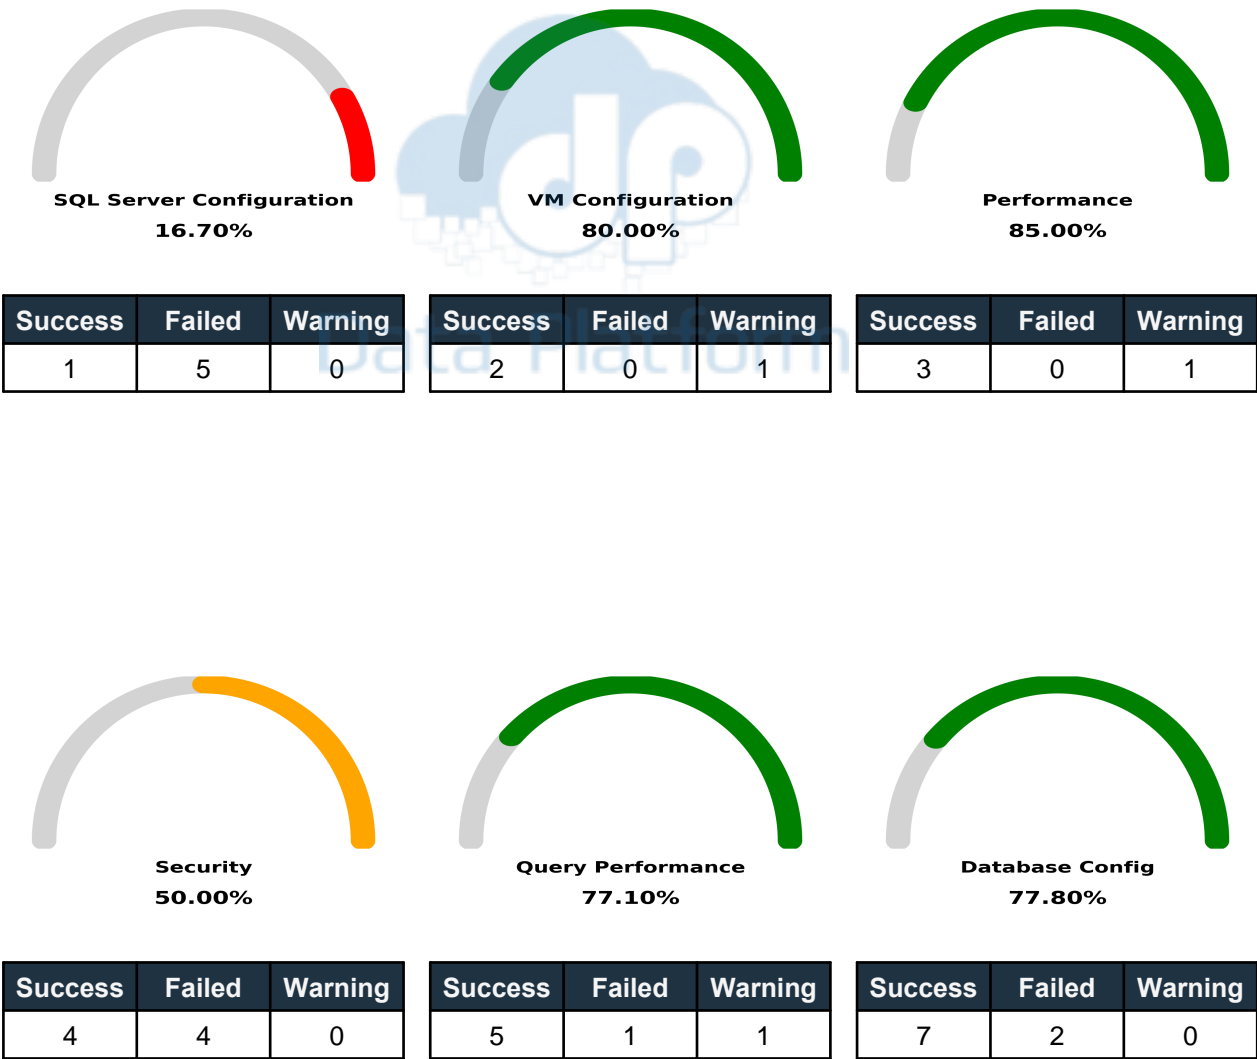 dp
SQL Server Configuration
16.70%
VM Configuration
80.00%
Performance
85.00%
Success Failed Warning
1 5 0
Success Failed Warning
2 0 1
Success Failed Warning
3 0 1
Data Platform
Security
50.00%
Query Performance
77.10%
Database Config
77.80%
Success Failed Warning
4 4 0
Success Failed Warning
5 1 1
Success Failed Warning
7 2 0